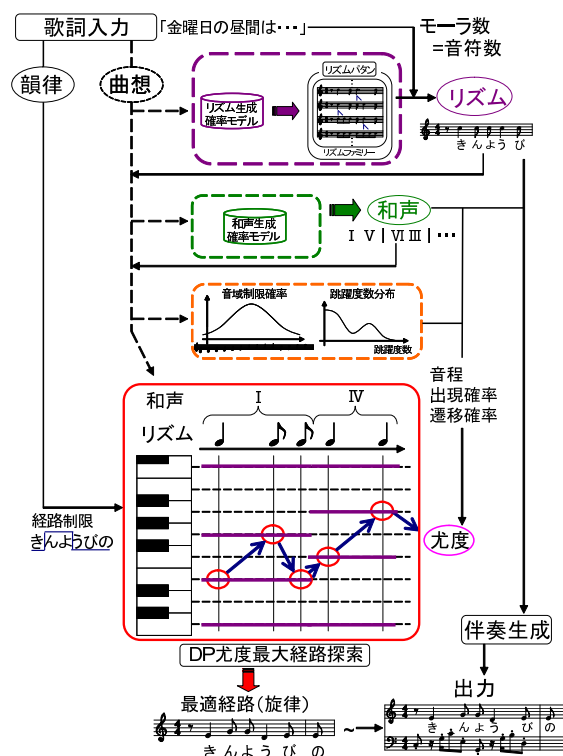 歌詞入力
「金曜日の昼間は・・・」
モーラ数
=音符数
韻律
曲想
リズム生成
確率モデル
リズムパタン
リズムファミリー
リズム
きんようび
和声生成
確率モデル
和声
Ⅰ Ⅴ | Ⅵ Ⅲ | ・・・
音域制限確率
跳躍度数分布
跳躍度数
音程
出現確率
遷移確率
和声
Ⅰ
Ⅳ
リズム
経路制限
きんようびの
尤度
DP尤度最大経路探索
伴奏生成
最適経路(旋律)
出力
きんようびの
~
きんようびの